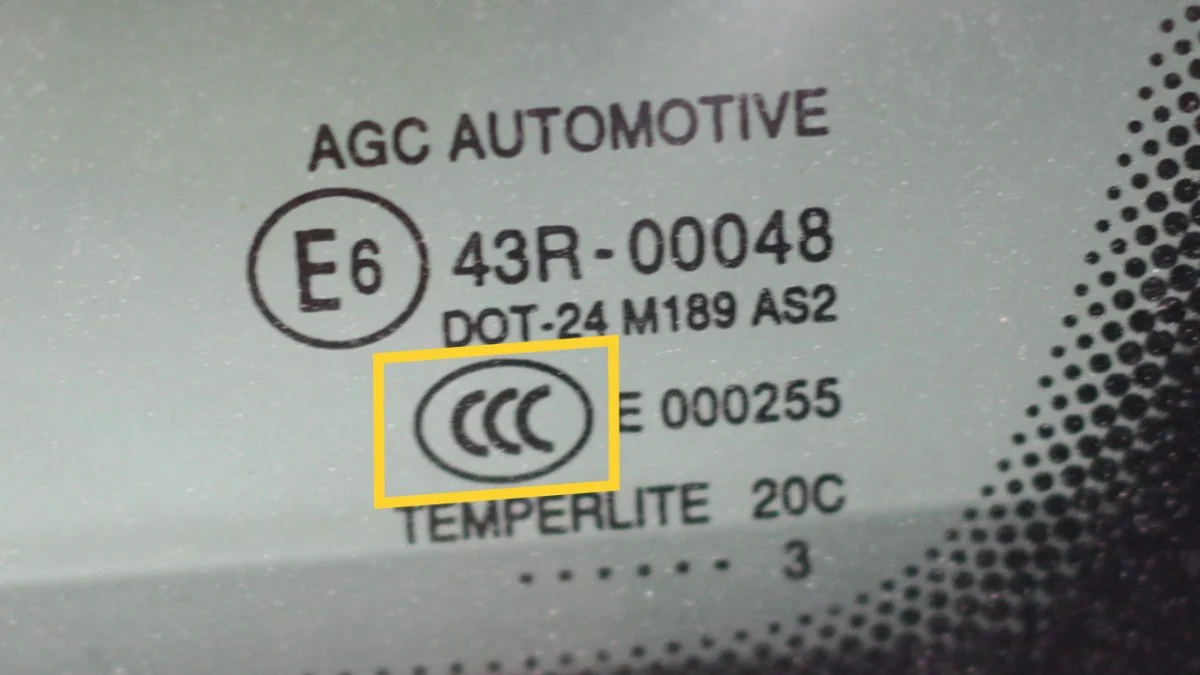 AGC AUTOMOTIVE
E6 43R-00048
DOT-24 M189 AS2
CCC E 000255
TEMPERLITE 20C
. . . . . . 3